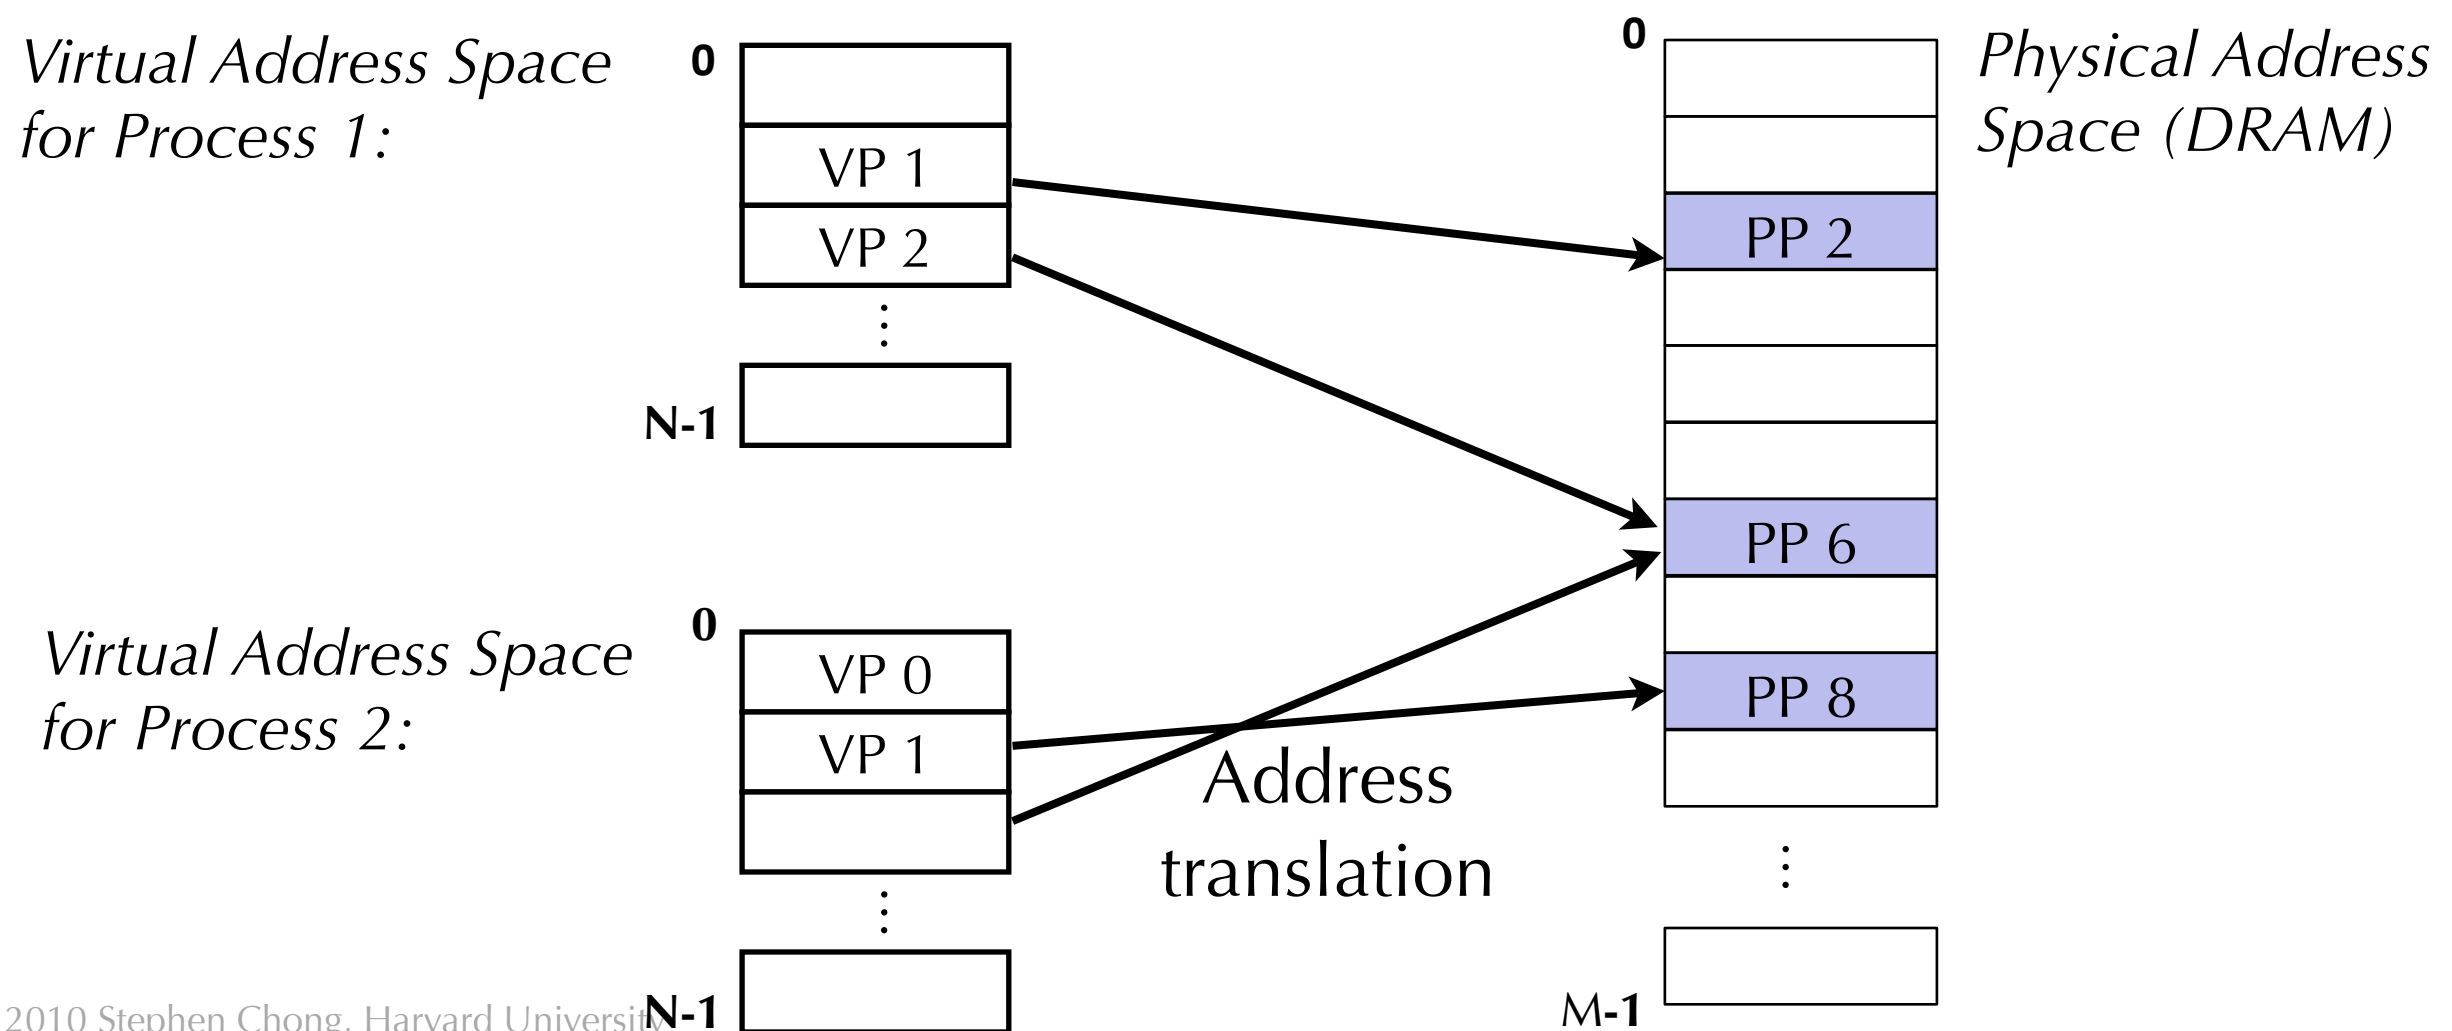 Virtual Address Space
for Process 1:
0
VP 1
VP 2
⋮
N-1
0
Physical Address
Space (DRAM)
PP 2
PP 6
PP 8
⋮
M-1
Virtual Address Space
for Process 2:
0
VP 0
VP 1
⋮
N-1
Address
translation
2010 Stephen Chong, Harvard University